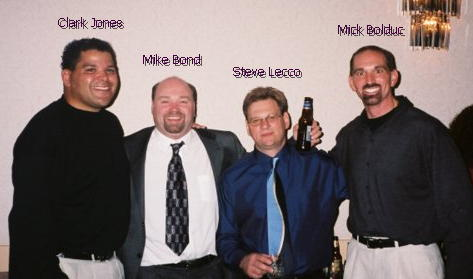 Clark Jones
Mike Bond
Steve Lecco
Mick Bolduc